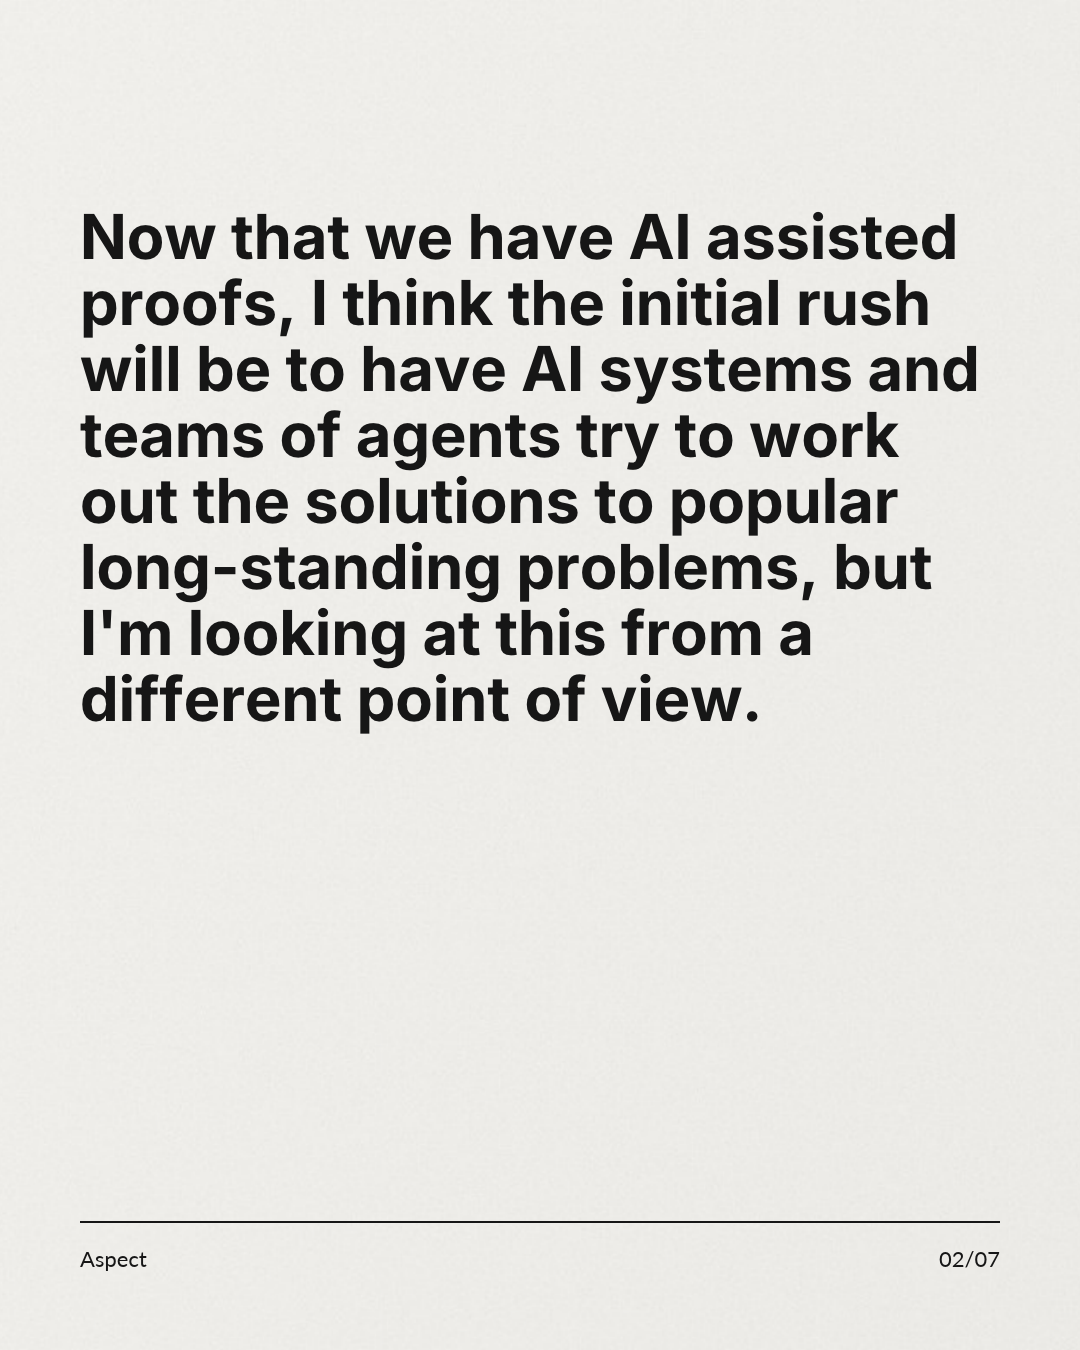 Now that we have AI assisted
proofs, I think the initial rush
will be to have AI systems and
teams of agents try to work
out the solutions to popular
long-standing problems, but
I'm looking at this from a
different point of view.
Aspect
02/07